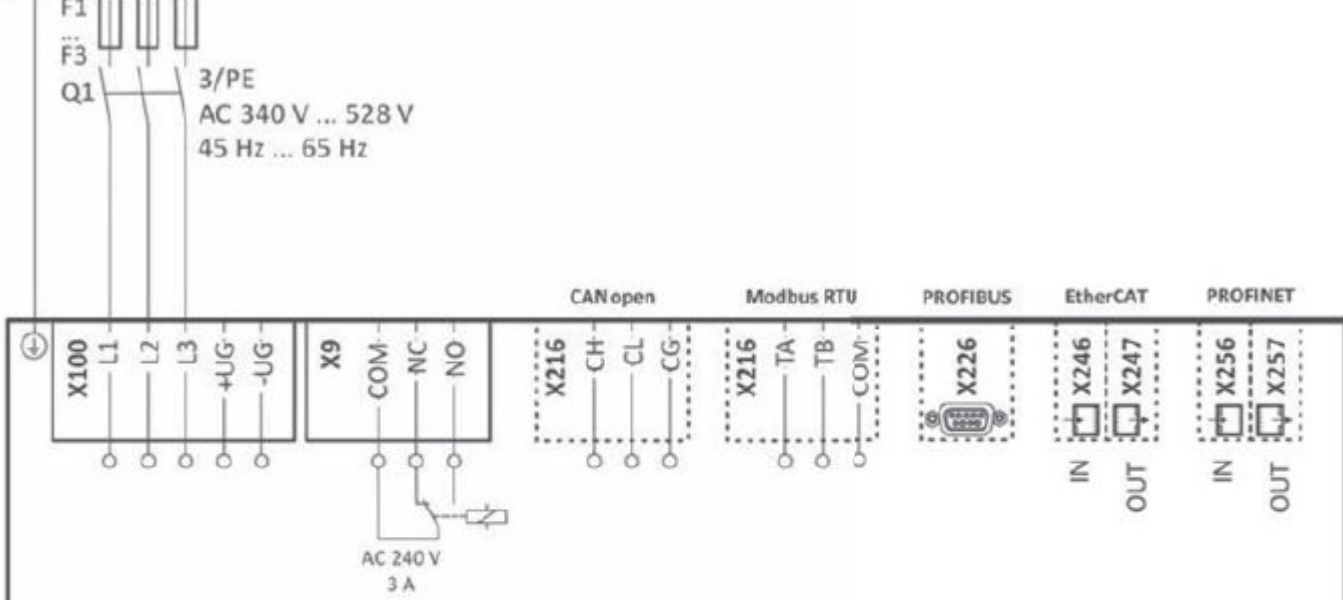 F1
...
F3
Q1
3/PE
AC 340 V ... 528 V
45 Hz ... 65 Hz
CANopen
Modbus RTU
PROFIBUS
EtherCAT
PROFINET
X100
L1
L2
L3
+UG
-UG
X9
COM
NC
NO
X216
CH
CL
CG
X216
TA
TB
COM
X226
X246
X247
X256
X257
IN
OUT
IN
OUT
AC 240 V
3 A